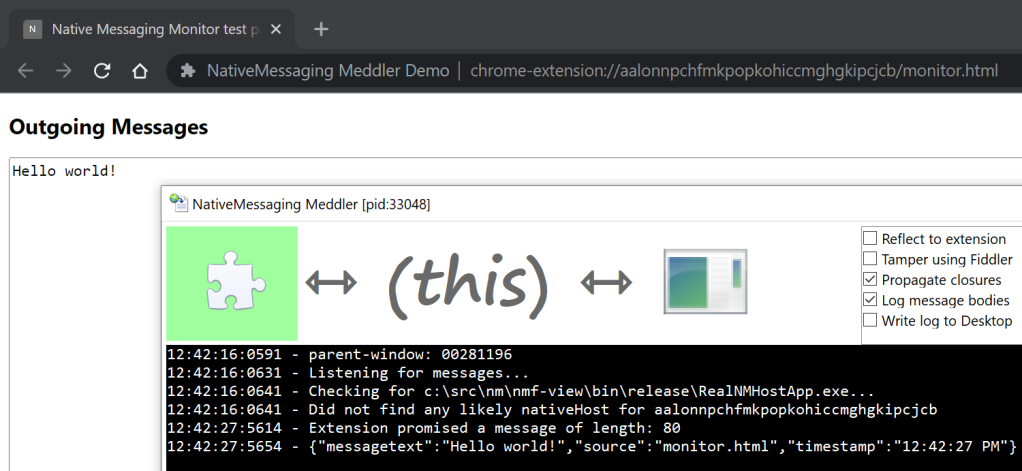 N Native Messaging Monitor test p
NativeMessaging Meddler Demo | chrome-extension://aalonnpchfmkpopkohiccmghgkipcjcb/monitor.html
Outgoing Messages
Hello world!
NativeMessaging Meddler [pid:33048]
(this)
Reflect to extension
Tamper using Fiddler
Propagate closures
Log message bodies
Write log to Desktop
12:42:16:0591 - parent-window: 00281196
12:42:16:0631 - Listening for messages...
12:42:16:0641 - Checking for c:\src\nm\nmf-view\bin\release\RealNMHostApp.exe...
12:42:16:0641 - Did not find any likely nativeHost for aalonnpchfmkpopkohiccmghgkipcjcb
12:42:27:5614 - Extension promised a message of length: 80
12:42:27:5654 - {"messagetext":"Hello world!","source":"monitor.html","timestamp":"12:42:27 PM"}